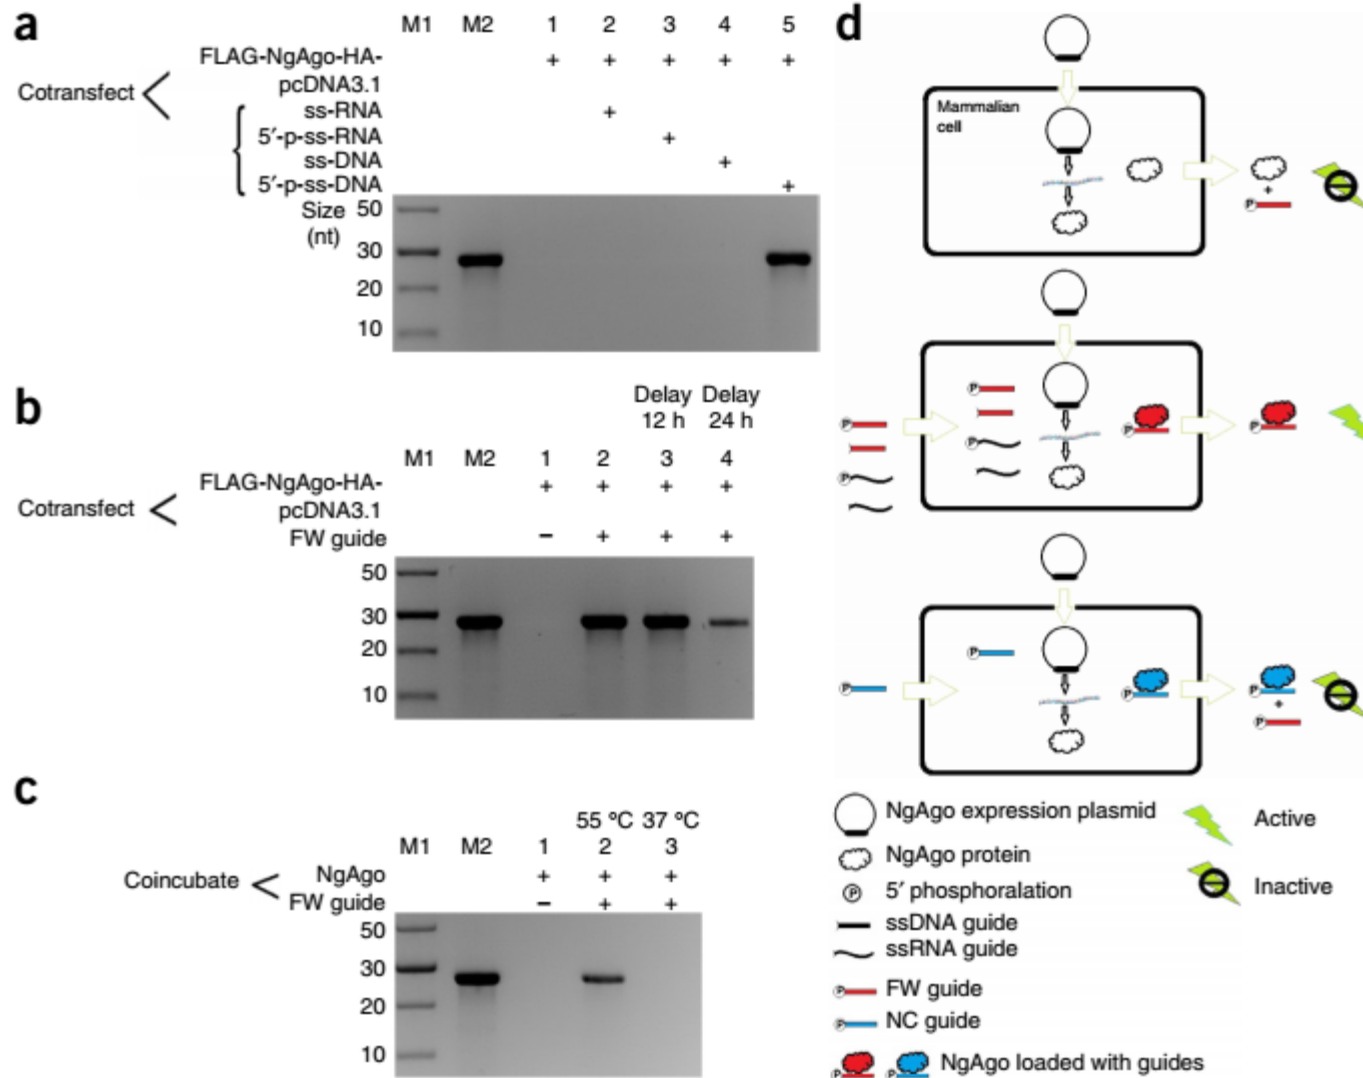 a
M1 M2 1 2 3 4 5
FLAG-NgAgo-HA- + + + + +
pcDNA3.1
Cotransfect
ss-RNA +
5′-p-ss-RNA +
ss-DNA +
5′-p-ss-DNA +
Size
(nt)
50
30
20
10
b
Delay Delay
12 h 24 h
M1 M2 1 2 3 4
FLAG-NgAgo-HA- + + + +
pcDNA3.1
Cotransfect
FW guide − + + +
50
30
20
10
c
55 °C 37 °C
M1 M2 1 2 3
NgAgo + + +
Coincubate
FW guide − + +
50
30
20
10
d
Mammalian
cell
+
P
P P
P P P
P P
P P P
+
P
NgAgo expression plasmid
NgAgo protein
P 5′ phosphoralation
ssDNA guide
ssRNA guide
P FW guide
P NC guide
P P NgAgo loaded with guides
Active
Inactive